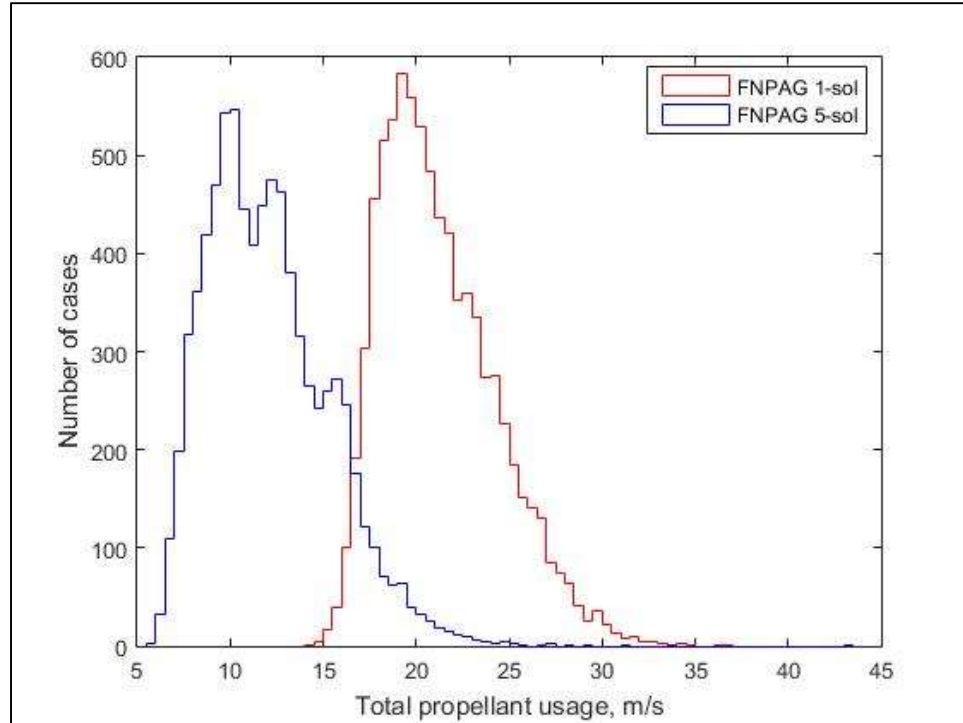 600
500
400
300
200
100
0
Number of cases
FNPAG 1-sol
FNPAG 5-sol
5 10 15 20 25 30 35 40 45
Total propellant usage, m/s